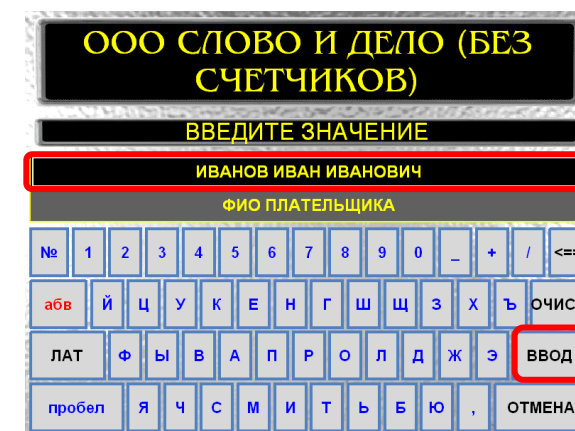 ООО СЛОВО И ДЕЛО (БЕЗ
СЧЕТЧИКОВ)
ВВЕДИТЕ ЗНАЧЕНИЕ
ИВАНОВ ИВАН ИВАНОВИЧ
ФИО ПЛАТЕЛЬЩИКА
№ 1 2 3 4 5 6 7 8 9 0 _ + / <==
абв Й Ц У К Е Н Г Ш Щ З Х Ъ ОЧИС
ЛАТ Ф Ы В А П Р О Л Д Ж Э ВВОД
пробел Я Ч С М И Т Ь Б Ю , ОТМЕНА